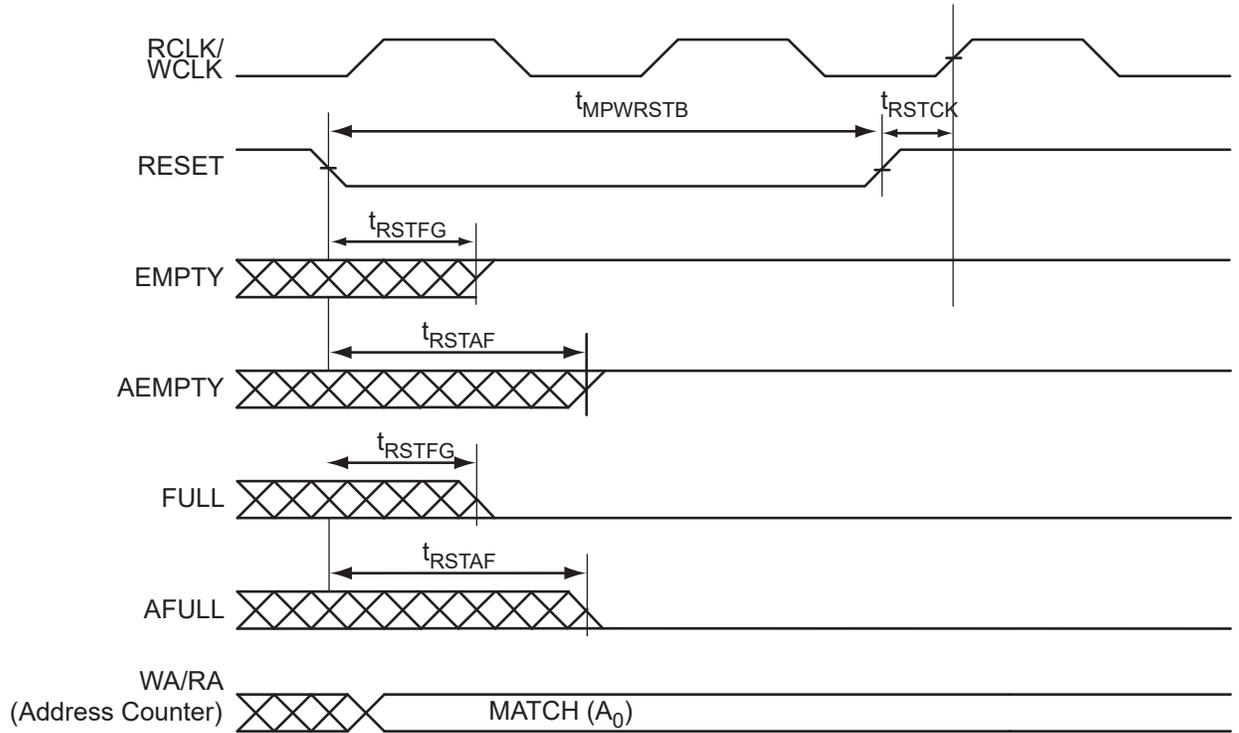 RCLK/
WCLK
tMPWRSTB
tRSTCK
RESET
tRSTFG
EMPTY
tRSTAF
AEMPTY
tRSTFG
FULL
tRSTAF
AFULL
WA/RA
(Address Counter)
MATCH (A0)